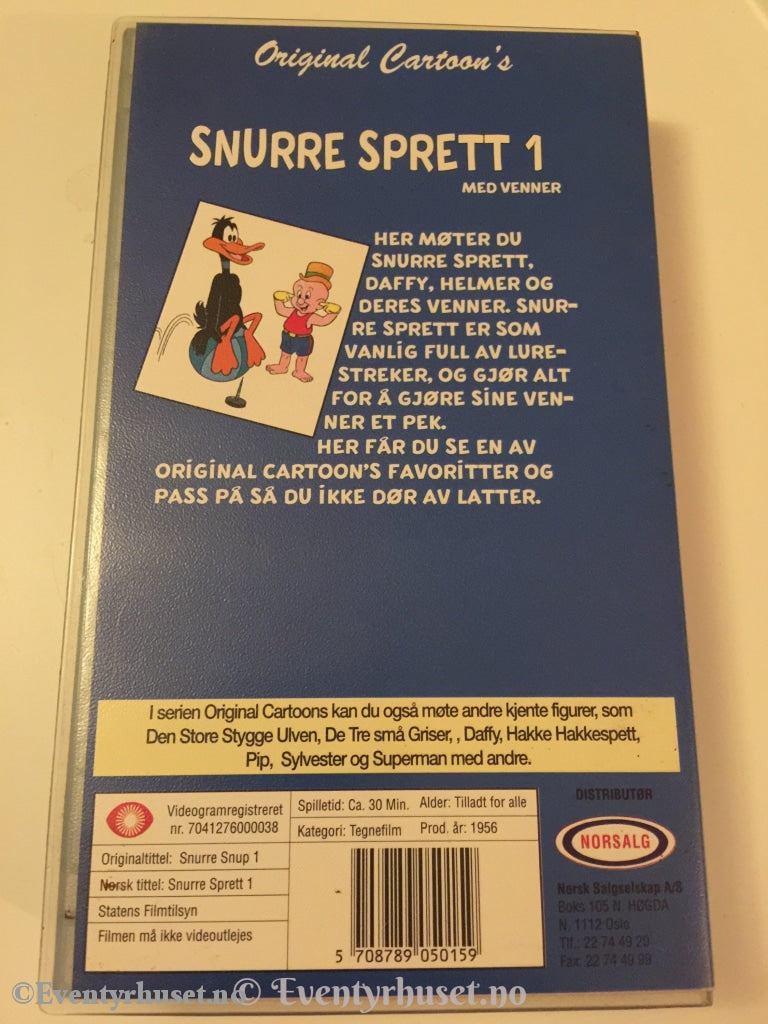 Original Cartoon's
SNURRE SPRETT 1
MED VENNER
HER MØTER DU
SNURRE SPRETT,
DAFFY, HELMER OG
DERES VENNER. SNUR-
RE SPRETT ER SOM
VANLIG FULL AV LURE-
STREKER, OG GJØR ALT
FOR Å GJØRE SINE VEN-
NER ET PEK.
HER FÅR DU SE EN AV
ORIGINAL CARTOON'S FAVORITTER OG
PASS PÅ SÅ DU IKKE DØR AV LATTER.
I serien Original Cartoons kan du også møte andre kjente figurer, som
Den Store Stygge Ulven, De Tre små Griser, , Daffy, Hakke Hakkespett,
Pip, Sylvester og Superman med andre.
Videogramregistreret
nr. 7041276000038
Originaltittel: Snurre Snup 1
Norsk tittel: Snurre Sprett 1
Statens Filmtilsyn
Filmen må ikke videoutlejes
Spilletid: Ca. 30 Min. Alder: Tilladt for alle
Kategori: Tegnefilm Prod. år: 1956
5 708789 050159
DISTRIBUTØR
NORSALG
Norsk Salgselskap A/S
Boks 105 N. HØGDA
N. 1112 Oslo
Tlf.: 22 74 49 20
Fax: 22 74 49 99
©Eventyrhuset.no © Eventyrhuset.no